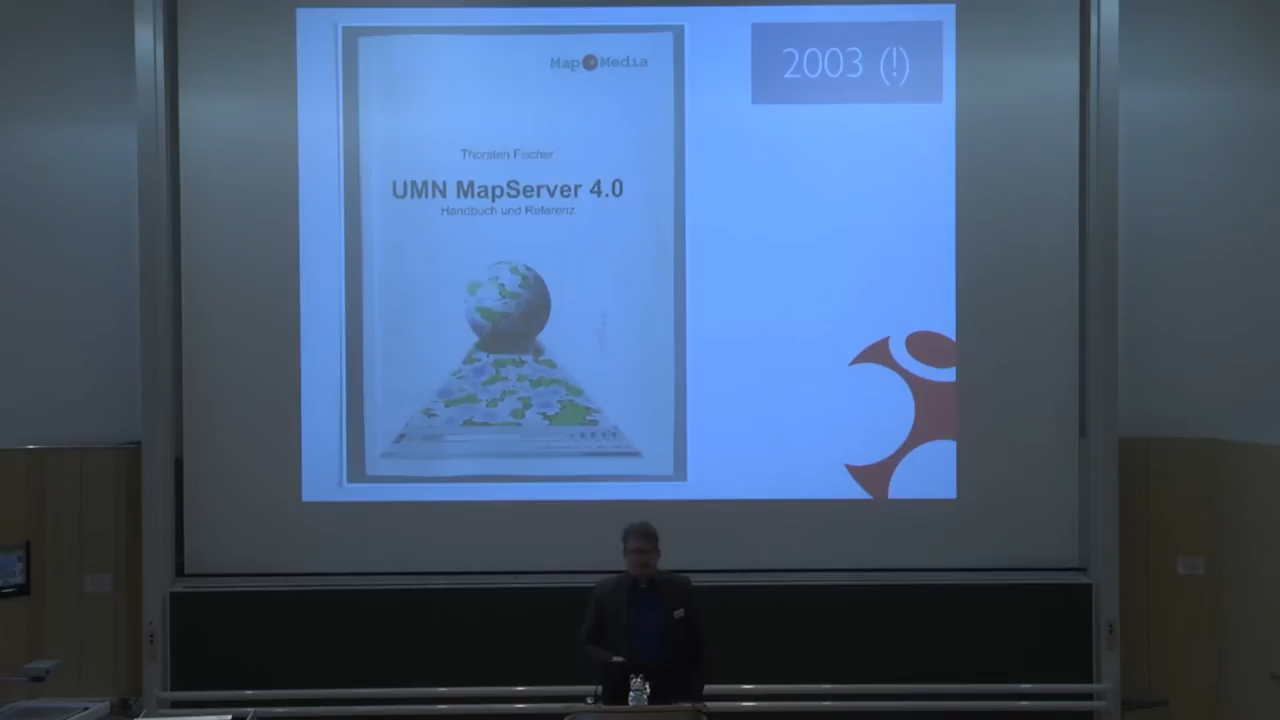 Map Media
2003 (!)
Thorsten Fischer
UMN MapServer 4.0
Handbuch und Referenz